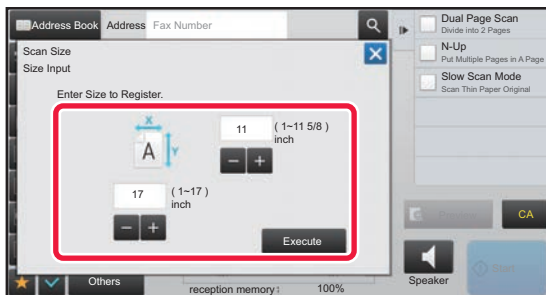 Address Book
Address
Fax Number
Scan Size
Size Input
Enter Size to Register.
X
A
Y
11
( 1~11 5/8 )
inch
17
( 1~17 )
inch
Execute
Dual Page Scan
Divide into 2 Pages
N-Up
Put Multiple Pages in A Page
Slow Scan Mode
Scan Thin Paper Original
CA
Speaker
Start
Others
reception memory:
100%